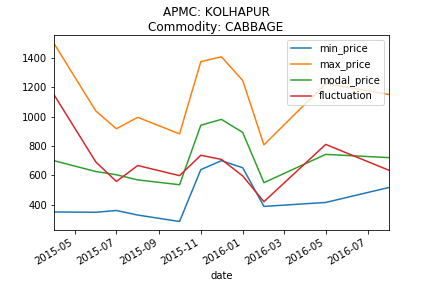 APMC: KOLHAPUR
Commodity: CABBAGE
min_price
max_price
modal_price
fluctuation
1400
1200
1000
800
600
400
2015-05
2015-07
2015-09
2015-11
2016-01
2016-03
2016-05
2016-07
date